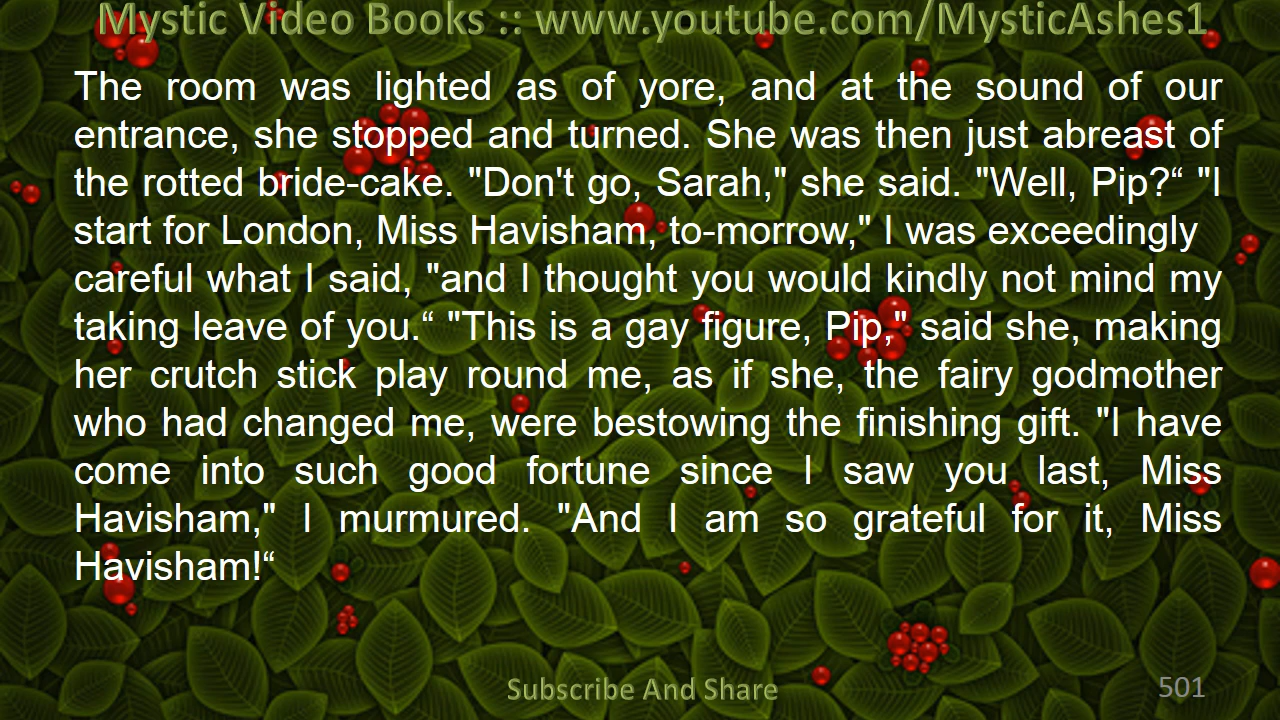 Mystic Video Books :: www.youtube.com/MysticAshes1
The room was lighted as of yore, and at the sound of our
entrance, she stopped and turned. She was then just abreast of
the rotted bride-cake. "Don't go, Sarah," she said. "Well, Pip?“ "I
start for London, Miss Havisham, to-morrow," I was exceedingly
careful what I said, "and I thought you would kindly not mind my
taking leave of you.“ "This is a gay figure, Pip," said she, making
her crutch stick play round me, as if she, the fairy godmother
who had changed me, were bestowing the finishing gift. "I have
come into such good fortune since I saw you last, Miss
Havisham," I murmured. "And I am so grateful for it, Miss
Havisham!“
Subscribe And Share
501